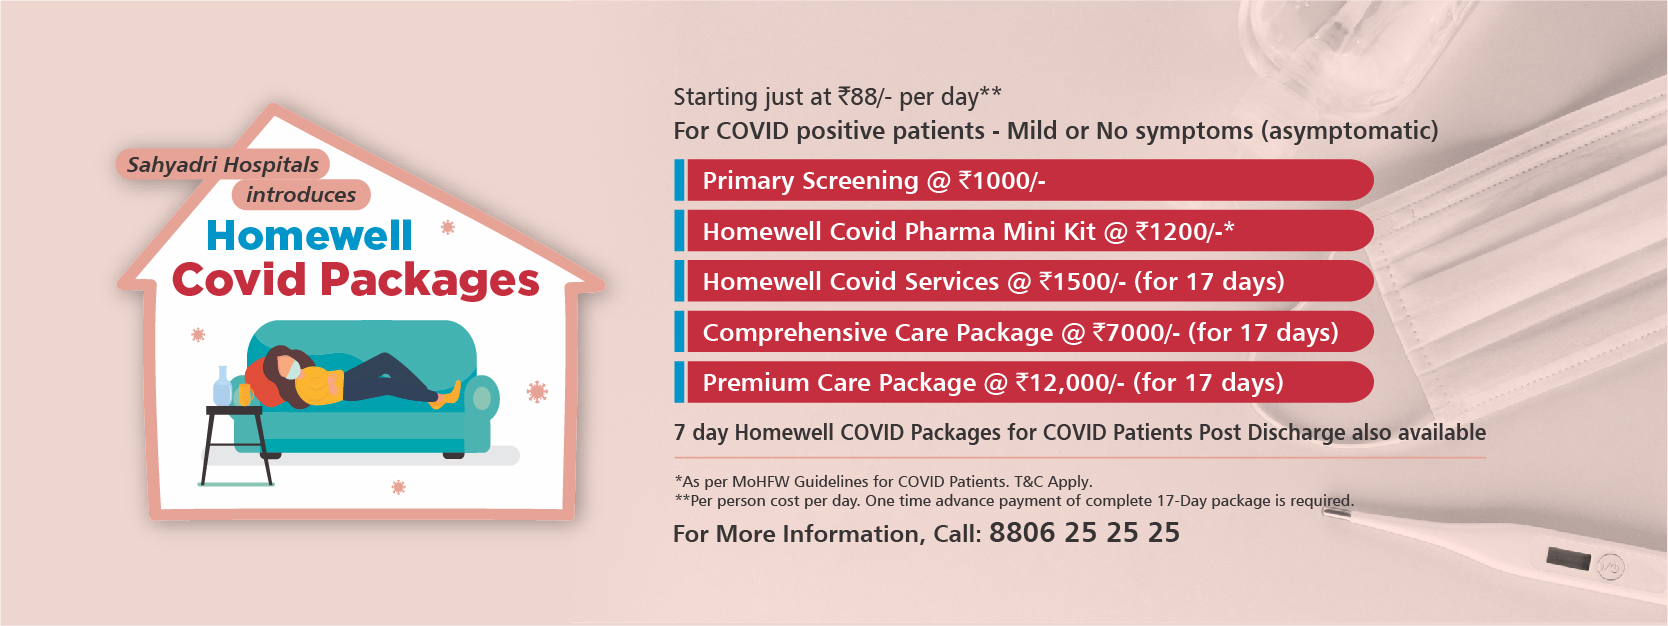 Sahyadri Hospitals
introduces
Homewell
Covid Packages
Starting just at ₹88/- per day**
For COVID positive patients - Mild or No symptoms (asymptomatic)
Primary Screening @ ₹1000/-
Homewell Covid Pharma Mini Kit @ ₹1200/-*
Homewell Covid Services @ ₹1500/- (for 17 days)
Comprehensive Care Package @ ₹7000/- (for 17 days)
Premium Care Package @ ₹12,000/- (for 17 days)
7 day Homewell COVID Packages for COVID Patients Post Discharge also available
*As per MoHFW Guidelines for COVID Patients. T&C Apply.
**Per person cost per day. One time advance payment of complete 17-Day package is required.
For More Information, Call: 8806 25 25 25